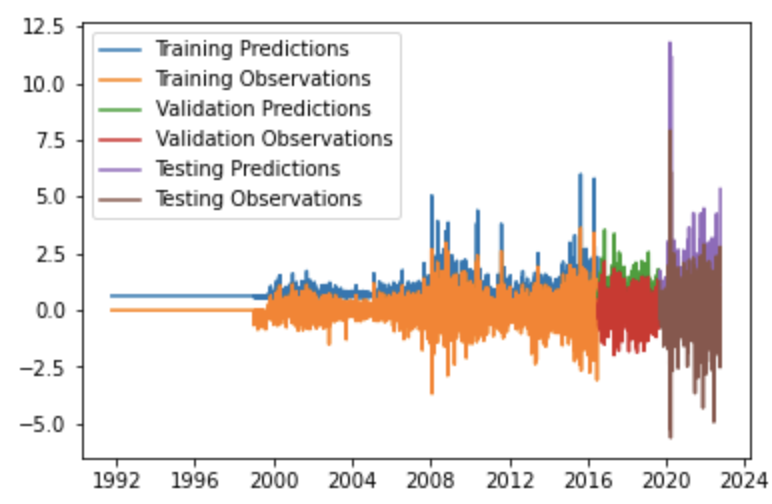 12.5
10.0
7.5
5.0
2.5
0.0
−2.5
−5.0
Training Predictions
Training Observations
Validation Predictions
Validation Observations
Testing Predictions
Testing Observations
1992 1996 2000 2004 2008 2012 2016 2020 2024